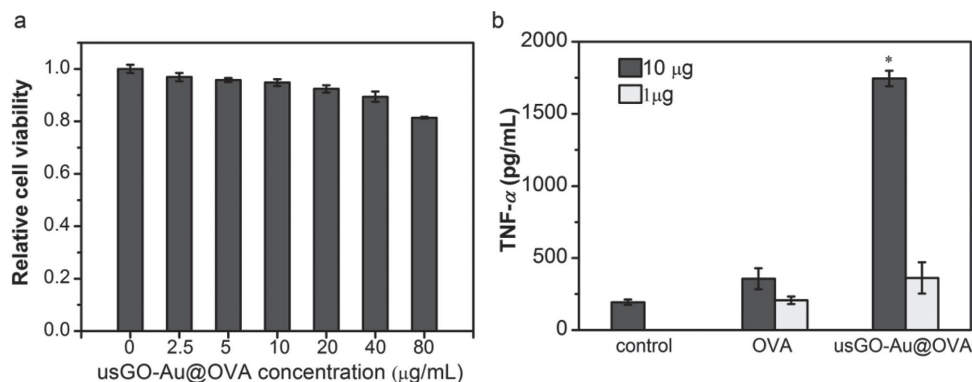 a
Relative cell viability
1.0
0.8
0.6
0.4
0.2
0.0
0 2.5 5 10 20 40 80
usGO-Au@OVA concentration (μg/mL)
b
TNF-α (pg/mL)
2000
1750
500
250
0
10 μg
1μg
*
control OVA usGO-Au@OVA